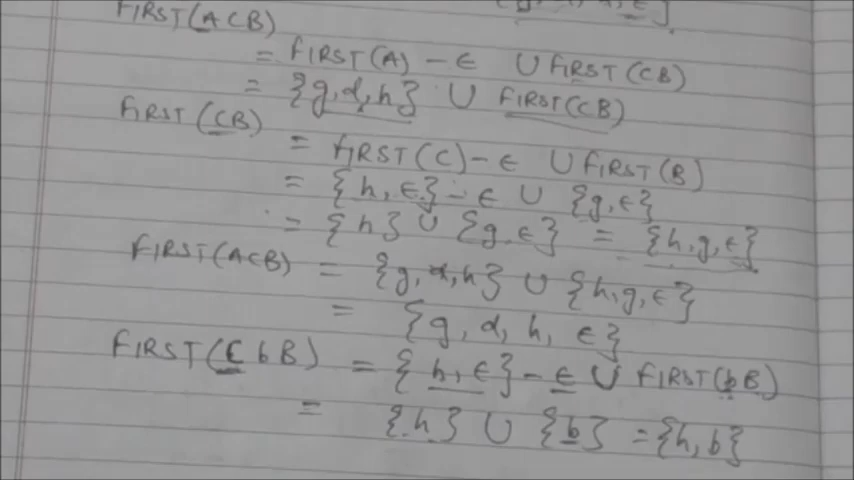 FIRST(ACB)
= FIRST(A) - ∈ ∪ FIRST(CB)
= {g, d, h} ∪ FIRST(CB)
FIRST(CB)
= FIRST(C) - ∈ ∪ FIRST(B)
= {h, ∈} - ∈ ∪ {g, ∈}
= {h} ∪ {g, ∈} = {h, g, ∈}
FIRST(ACB) = {g, d, h} ∪ {h, g, ∈}
= {g, d, h, ∈}
FIRST(CbB) = {h, ∈} - ∈ ∪ FIRST(bB)
= {h} ∪ {b} = {h, b}